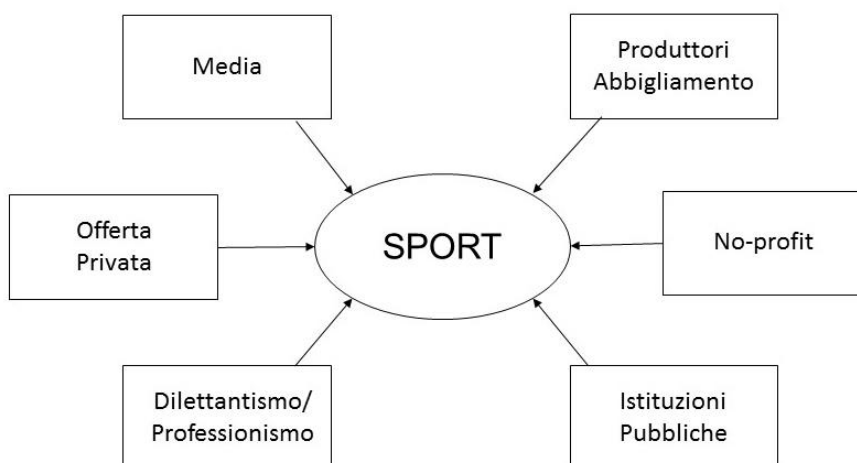 Media
Produttori
Abbigliamento
Offerta
Privata
SPORT
No-profit
Dilettantismo/
Professionismo
Istituzioni
Pubbliche